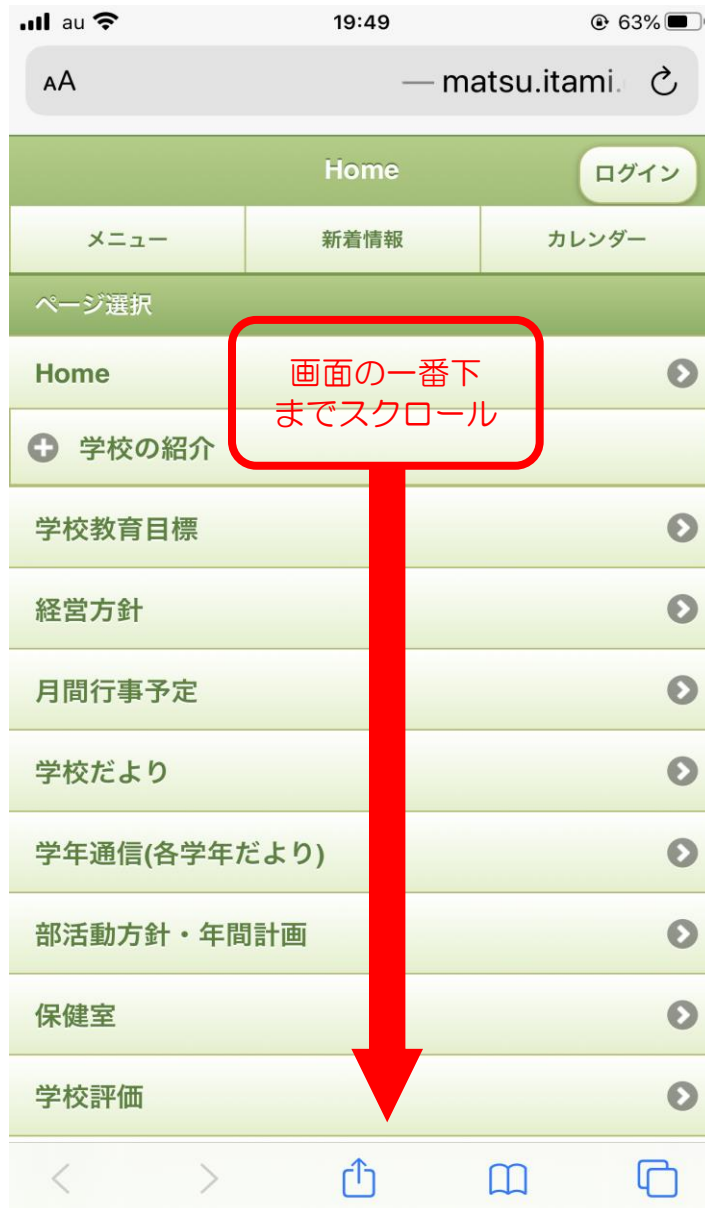 au 19:49 63%
AA — matsu.itami.
Home ログイン
メニュー 新着情報 カレンダー
ページ選択
Home
画面の一番下
までスクロール
学校の紹介
学校教育目標
経営方針
月間行事予定
学校だより
学年通信(各学年だより)
部活動方針・年間計画
保健室
学校評価